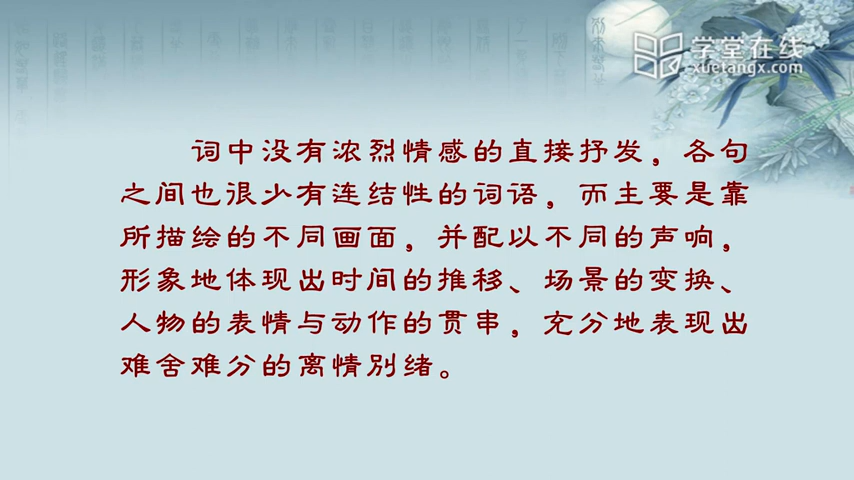 学堂在线
xuetangx.com
词中没有浓烈情感的直接抒发，各句
之间也很少有连结性的词语，而主要是靠
所描绘的不同画面，并配以不同的声响，
形象地体现出时间的推移、场景的变换、
人物的表情与动作的贯串，充分地表现出
难舍难分的离情别绪。